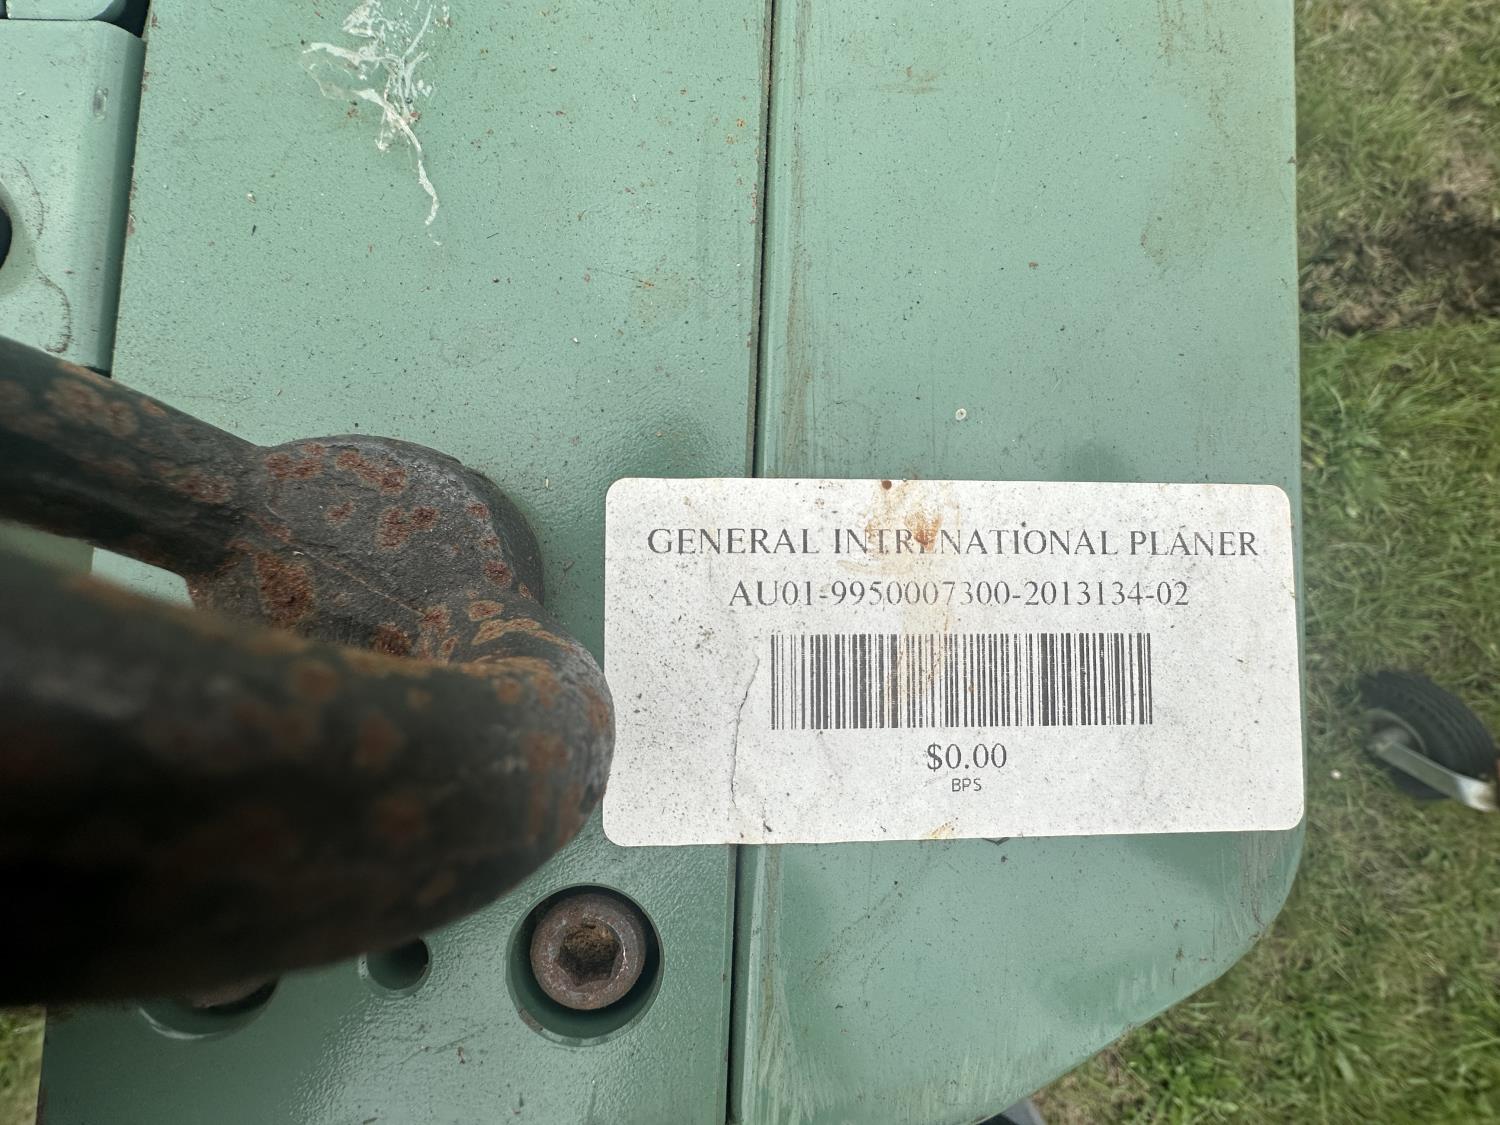 GENERAL INTRENATIONAL PLANER
AU01-9950007300-2013134-02
$0.00
BPS